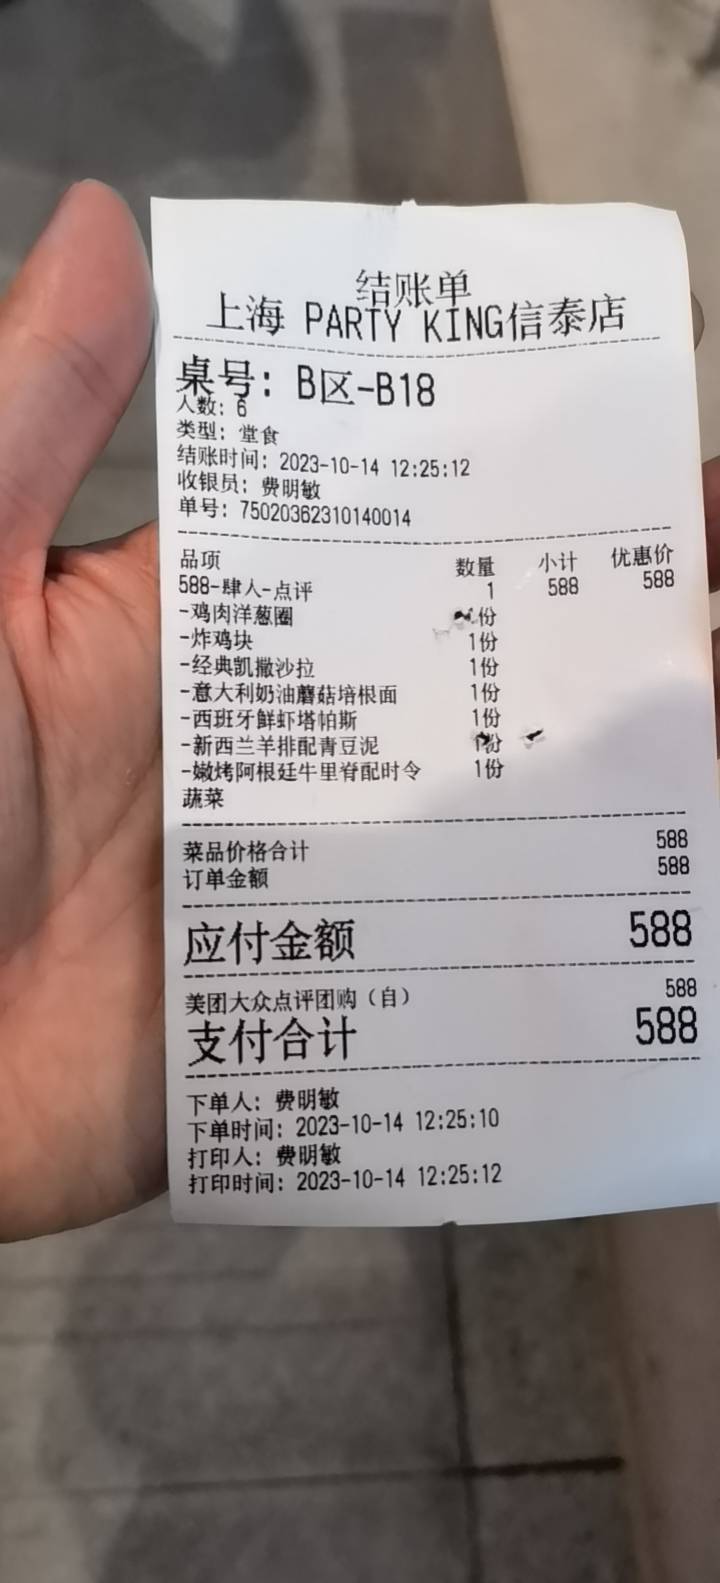 结账单
上海 PARTY KING信泰店
桌号: B区-B18
人数: 6
类型: 堂食
结账时间: 2023-10-14 12:25:12
收银员: 费明敏
单号: 75020362310140014
品项 数量 小计 优惠价
588-肆人-点评 1 588 588
-鸡肉洋葱圈 份
-炸鸡块 1份
-经典凯撒沙拉 1份
-意大利奶油蘑菇培根面 1份
-西班牙鲜虾塔帕斯 1份
-新西兰羊排配青豆泥 1份
-嫩烤阿根廷牛里脊配时令 1份
蔬菜
菜品价格合计 588
订单金额 588
应付金额 588
美团大众点评团购（自） 588
支付合计 588
下单人: 费明敏
下单时间: 2023-10-14 12:25:10
打印人: 费明敏
打印时间: 2023-10-14 12:25:12